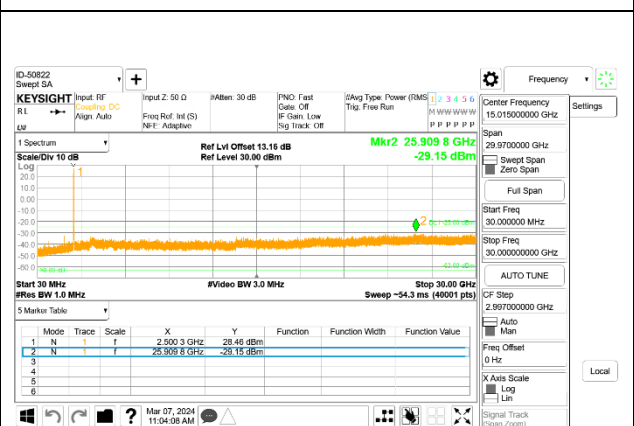 ID-50822
Swept SA
Frequency
KEYSIGHT
RL
Input: RF
Coupling: DC
Align: Auto
Input Z: 50 Ω
Freq Ref: Int (S)
NFE: Adaptive
#Atten: 30 dB
PNO: Fast
Gate: Off
IF Gain: Low
Sig Track: Off
#Avg Type: Power (RMS
Trig: Free Run
1 2 3 4 5 6
M W W W W W
P P P P P P
Center Frequency
15.015000000 GHz
Settings
Span
29.9700000 GHz
Swept Span
Zero Span
Full Span
Start Freq
30.000000 MHz
Stop Freq
30.000000000 GHz
AUTO TUNE
CF Step
2.997000000 GHz
Auto
Man
Freq Offset
0 Hz
X Axis Scale
Log
Lin
Local
Signal Track
(Span Zoom)
1 Spectrum
Scale/Div 10 dB
Ref Lvl Offset 13.16 dB
Ref Level 30.00 dBm
Mkr2 25.909 8 GHz
-29.15 dBm
Log
20.0
10.0
0.00
-10.0
-20.0
-30.0
-40.0
-50.0
-60.0
1
2
Start 30 MHz
#Res BW 1.0 MHz
#Video BW 3.0 MHz
Stop 30.00 GHz
Sweep ~54.3 ms (40001 pts)
5 Marker Table
Mode Trace Scale X Y Function Function Width Function Value
1 N 1 f 2.500 3 GHz 28.46 dBm
2 N 1 f 25.909 8 GHz -29.15 dBm
3
4
5
6
Mar 07, 2024
11:04:08 AM